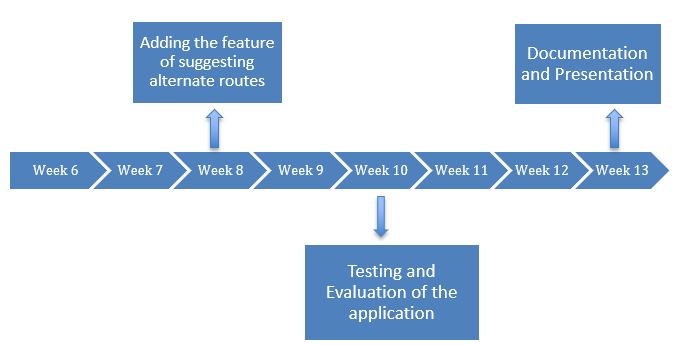 Adding the feature
of suggesting
alternate routes
Documentation
and Presentation
Week 6
Week 7
Week 8
Week 9
Week 10
Week 11
Week 12
Week 13
Testing and
Evaluation of the
application